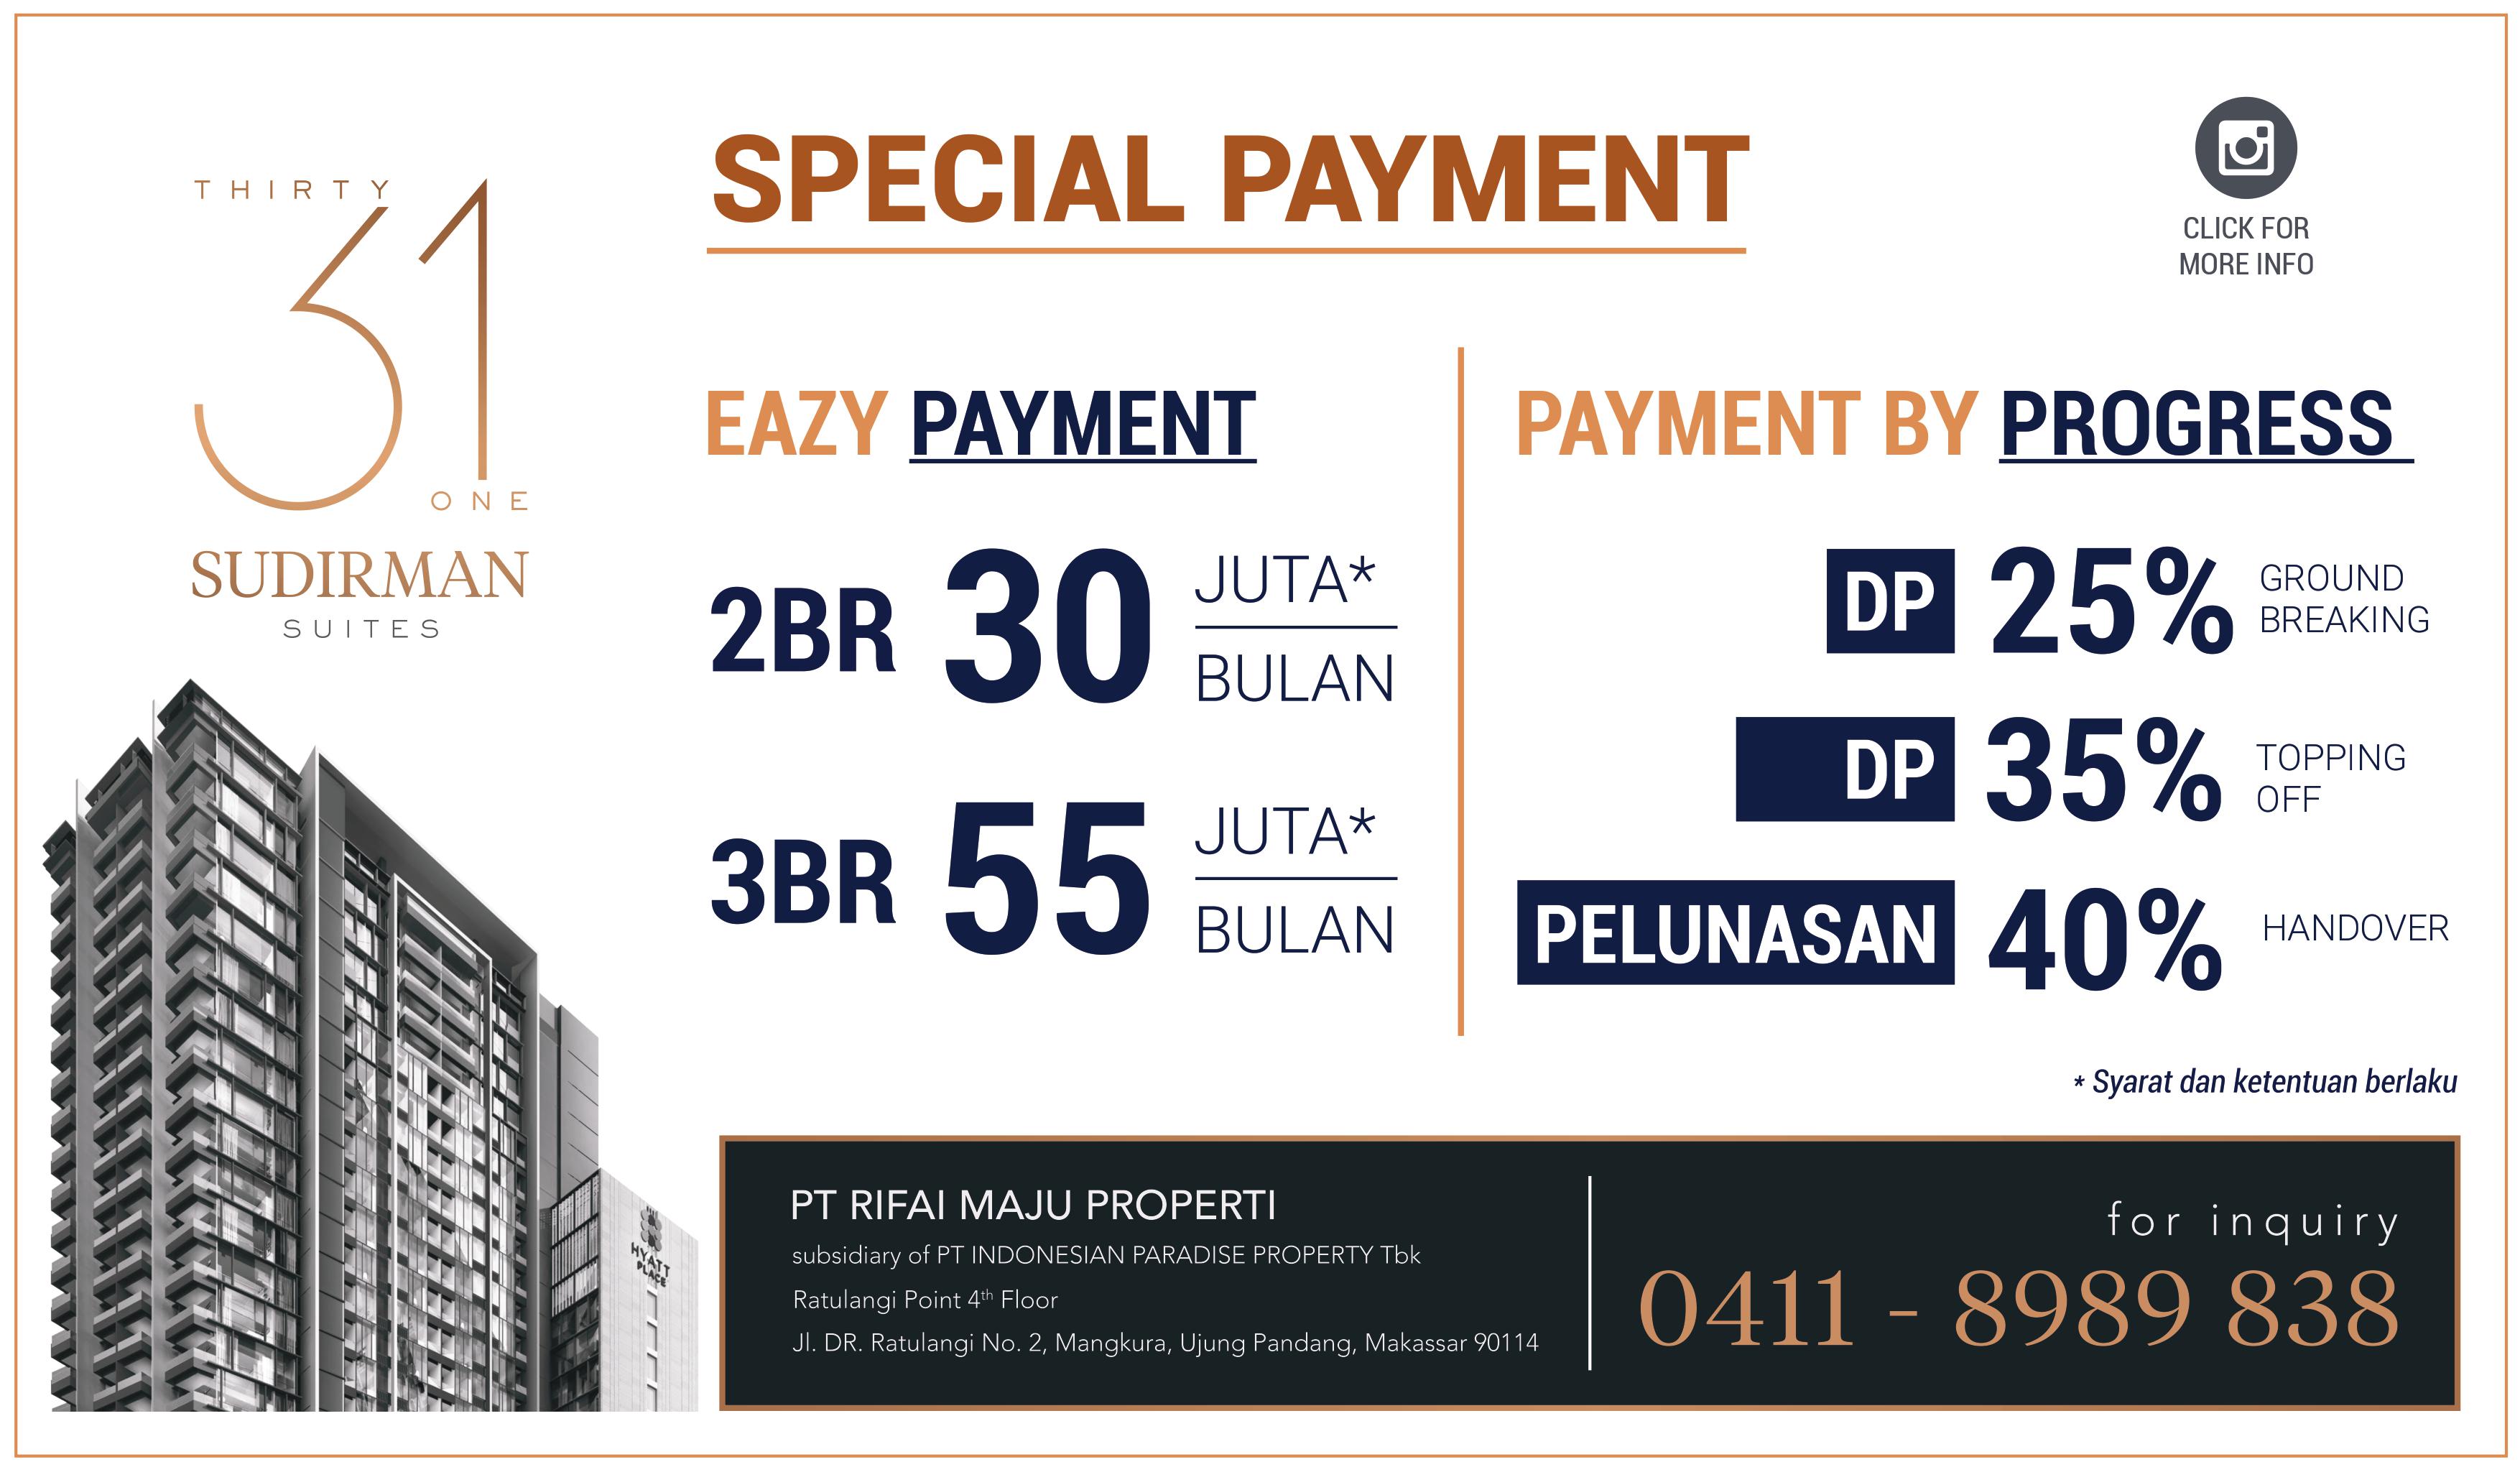 THIRTY
31
ONE
SUDIRMAN
SUITES
SPECIAL PAYMENT
CLICK FOR
MORE INFO
EAZY PAYMENT
2BR 30 JUTA*
BULAN
3BR 55 JUTA*
BULAN
PAYMENT BY PROGRESS
DP 25% GROUND
BREAKING
DP 35% TOPPING
OFF
PELUNASAN 40% HANDOVER
* Syarat dan ketentuan berlaku
HYATT
PLACE
PT RIFAI MAJU PROPERTI
subsidiary of PT INDONESIAN PARADISE PROPERTY Tbk
Ratulangi Point 4th Floor
Jl. DR. Ratulangi No. 2, Mangkura, Ujung Pandang, Makassar 90114
for inquiry
0411 - 8989 838